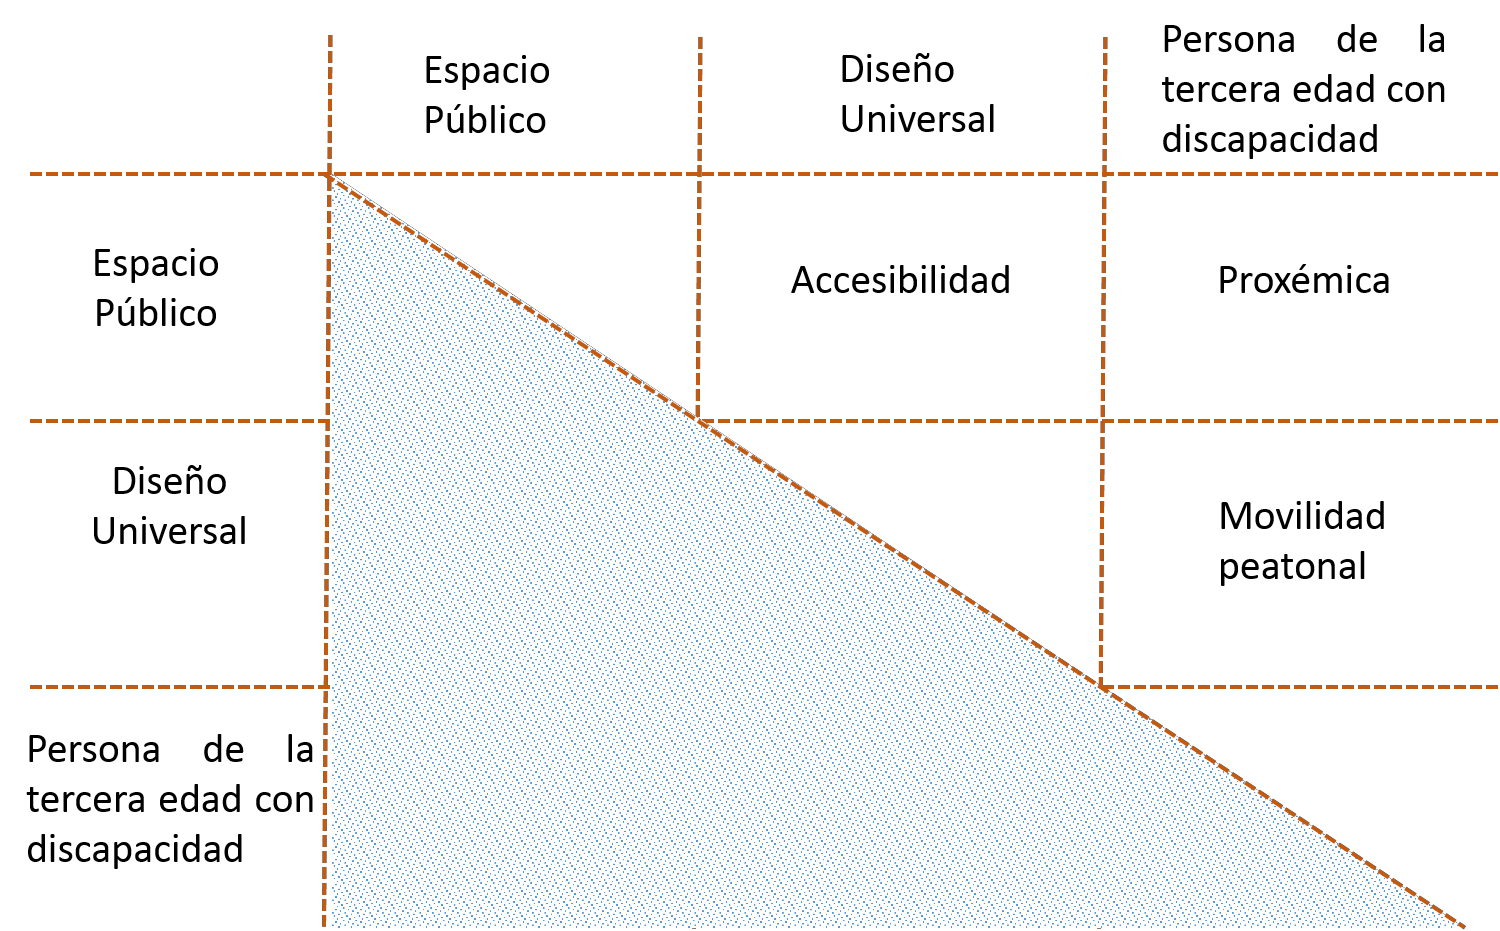 Espacio
Público
Diseño
Universal
Persona de la
tercera edad con
discapacidad
Espacio
Público
Accesibilidad
Proxémica
Diseño
Universal
Movilidad
peatonal
Persona de la
tercera edad con
discapacidad